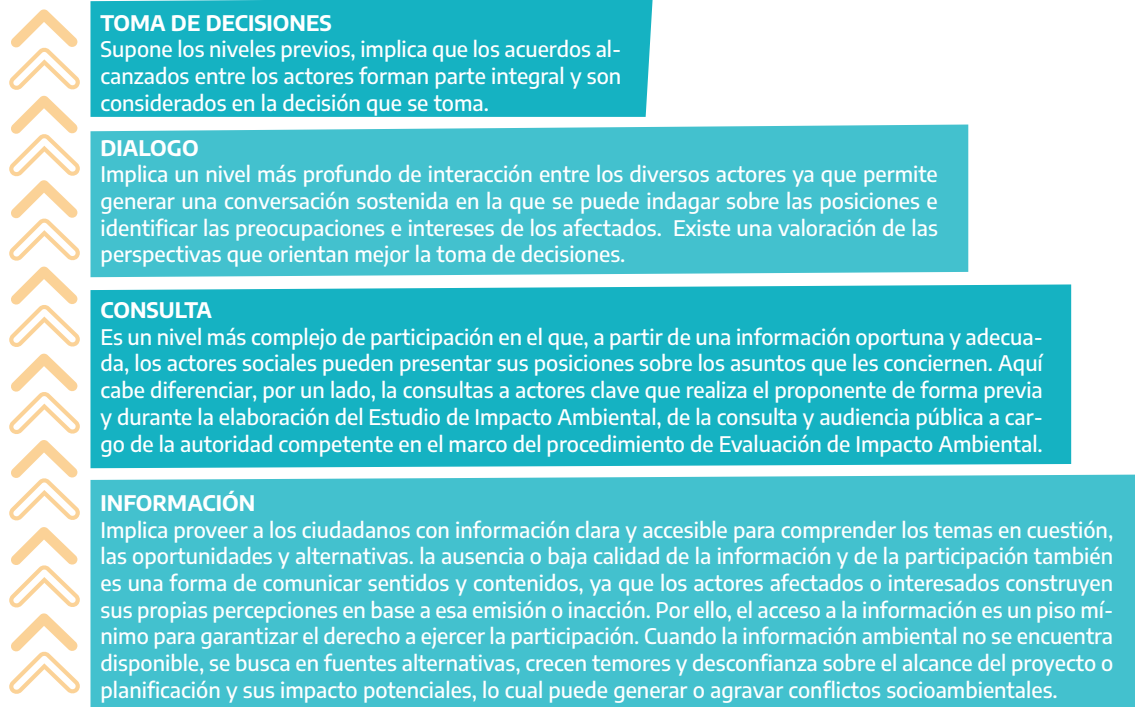 TOMA DE DECISIONES
Supone los niveles previos, implica que los acuerdos al-
canzados entre los actores forman parte integral y son
considerados en la decisión que se toma.
DIALOGO
Implica un nivel más profundo de interacción entre los diversos actores ya que permite
generar una conversación sostenida en la que se puede indagar sobre las posiciones e
identificar las preocupaciones e intereses de los afectados. Existe una valoración de las
perspectivas que orientan mejor la toma de decisiones.
CONSULTA
Es un nivel más complejo de participación en el que, a partir de una información oportuna y adecua-
da, los actores sociales pueden presentar sus posiciones sobre los asuntos que les conciernen. Aquí
cabe diferenciar, por un lado, la consultas a actores clave que realiza el proponente de forma previa
y durante la elaboración del Estudio de Impacto Ambiental, de la consulta y audiencia pública a car-
go de la autoridad competente en el marco del procedimiento de Evaluación de Impacto Ambiental.
INFORMACIÓN
Implica proveer a los ciudadanos con información clara y accesible para comprender los temas en cuestión,
las oportunidades y alternativas. la ausencia o baja calidad de la información y de la participación también
es una forma de comunicar sentidos y contenidos, ya que los actores afectados o interesados construyen
sus propias percepciones en base a esa emisión o inacción. Por ello, el acceso a la información es un piso mí-
nimo para garantizar el derecho a ejercer la participación. Cuando la información ambiental no se encuentra
disponible, se busca en fuentes alternativas, crecen temores y desconfianza sobre el alcance del proyecto o
planificación y sus impacto potenciales, lo cual puede generar o agravar conflictos socioambientales.